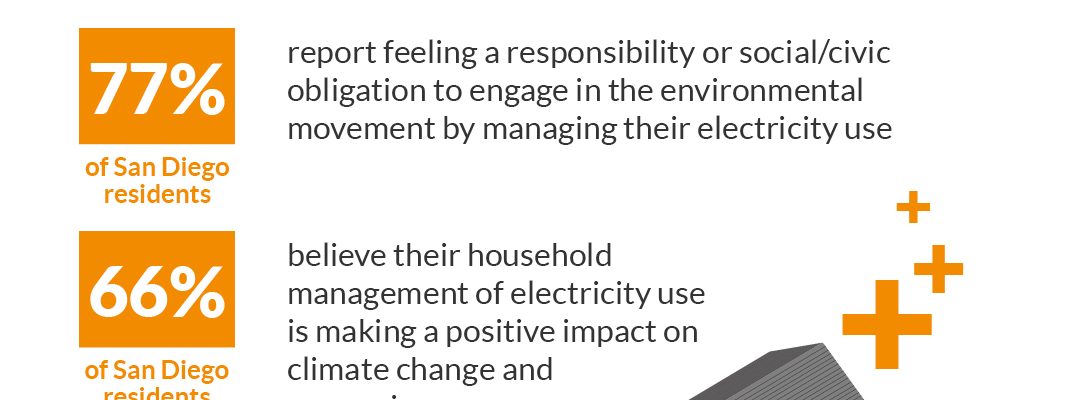 77%
of San Diego
residents
report feeling a responsibility or social/civic
obligation to engage in the environmental
movement by managing their electricity use
66%
of San Diego
residents
believe their household
management of electricity use
is making a positive impact on
climate change and